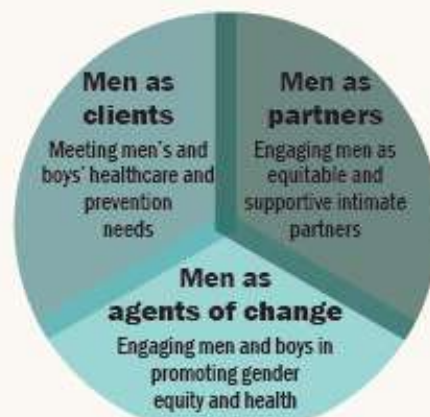 Men as
clients
Meeting men's and
boys' healthcare and
prevention
needs
Men as
partners
Engaging men as
equitable and
supportive intimate
partners
Men as
agents of change
Engaging men and boys in
promoting gender
equity and health